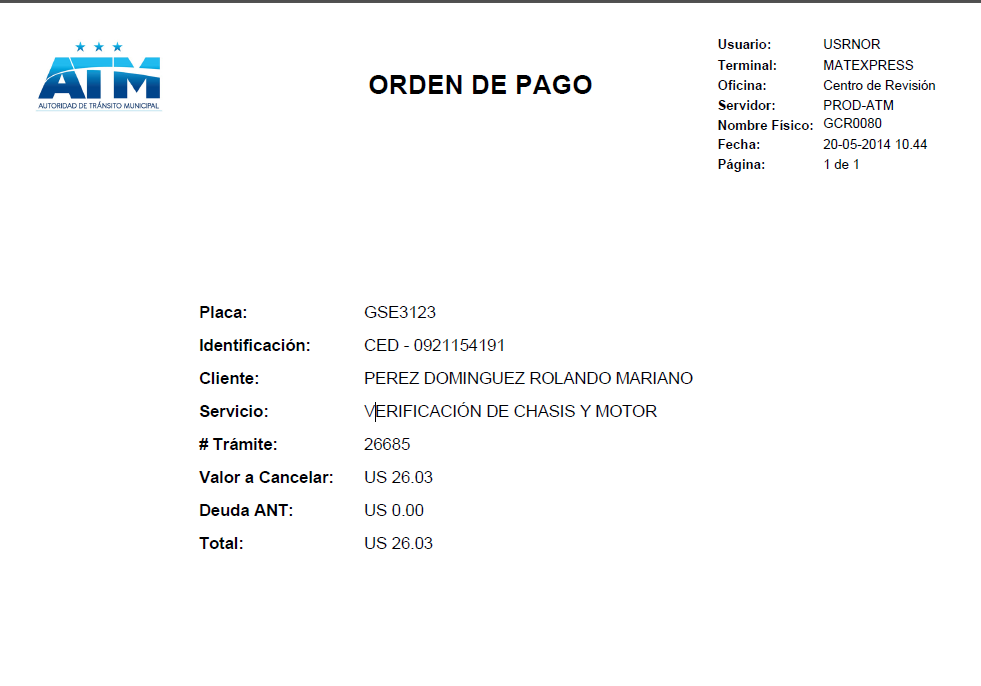 ATM
AUTORIDAD DE TRÁNSITO MUNICIPAL
ORDEN DE PAGO
Usuario: USRNOR
Terminal: MATEXPRESS
Oficina: Centro de Revisión
Servidor: PROD-ATM
Nombre Físico: GCR0080
Fecha: 20-05-2014 10.44
Página: 1 de 1
Placa: GSE3123
Identificación: CED - 0921154191
Cliente: PEREZ DOMINGUEZ ROLANDO MARIANO
Servicio: VERIFICACIÓN DE CHASIS Y MOTOR
# Trámite: 26685
Valor a Cancelar: US 26.03
Deuda ANT: US 0.00
Total: US 26.03